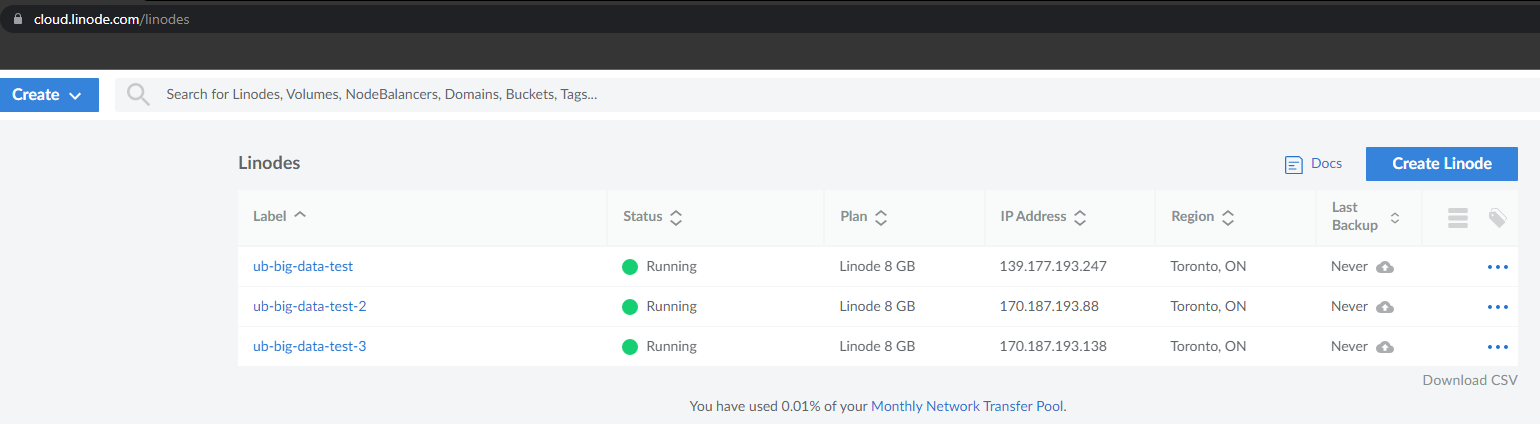 cloud.linode.com/linodes
Create
Search for Linodes, Volumes, NodeBalancers, Domains, Buckets, Tags...
Linodes
Docs
Create Linode
Label Status Plan IP Address Region Last Backup
ub-big-data-test Running Linode 8 GB 139.177.193.247 Toronto, ON Never
ub-big-data-test-2 Running Linode 8 GB 170.187.193.88 Toronto, ON Never
ub-big-data-test-3 Running Linode 8 GB 170.187.193.138 Toronto, ON Never
Download CSV
You have used 0.01% of your Monthly Network Transfer Pool.